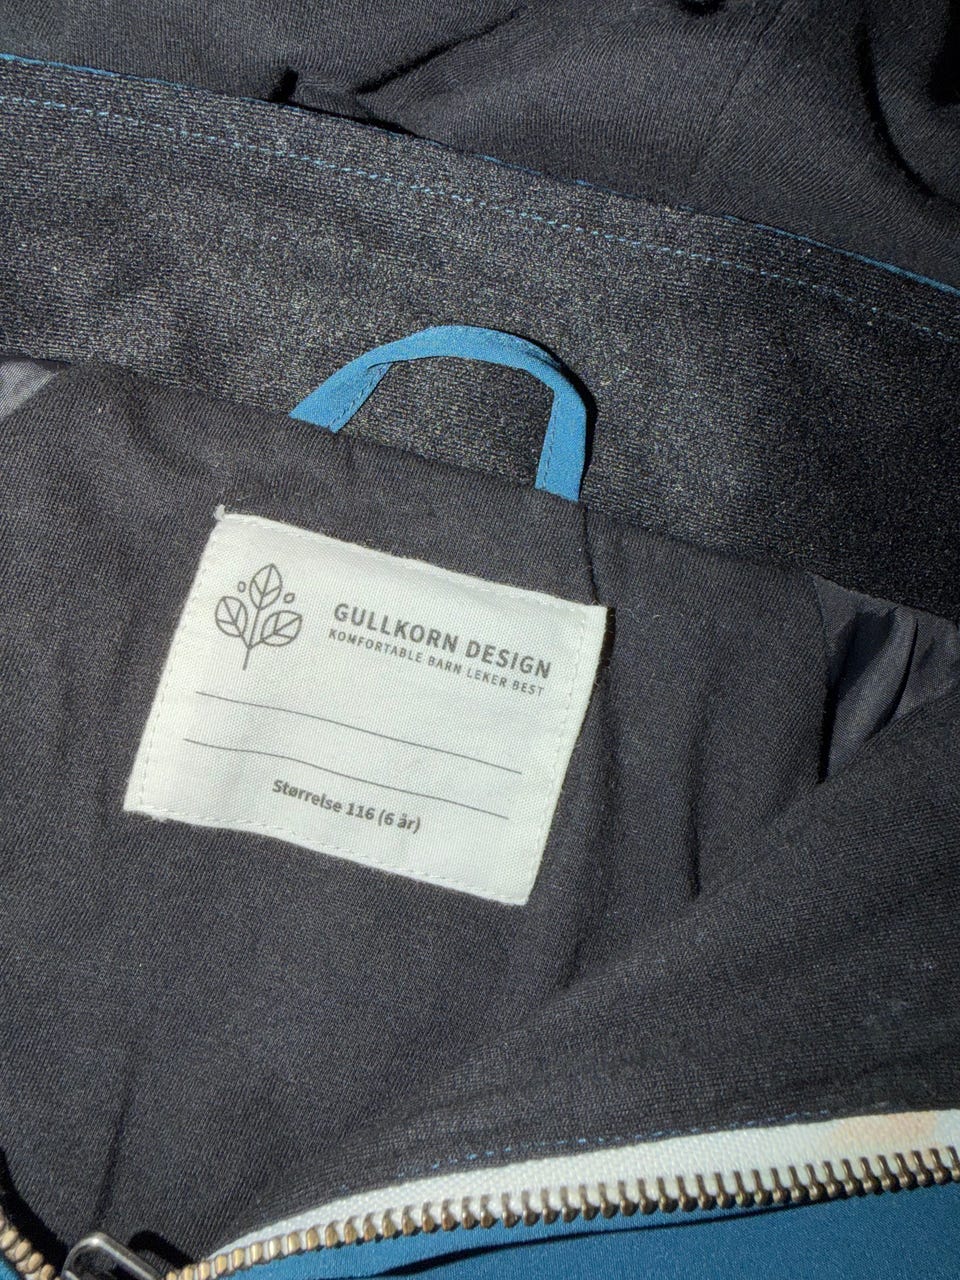 GULLKORN DESIGN
KOMFORTABLE BARN LEKER BEST
Størrelse 116 (6 år)